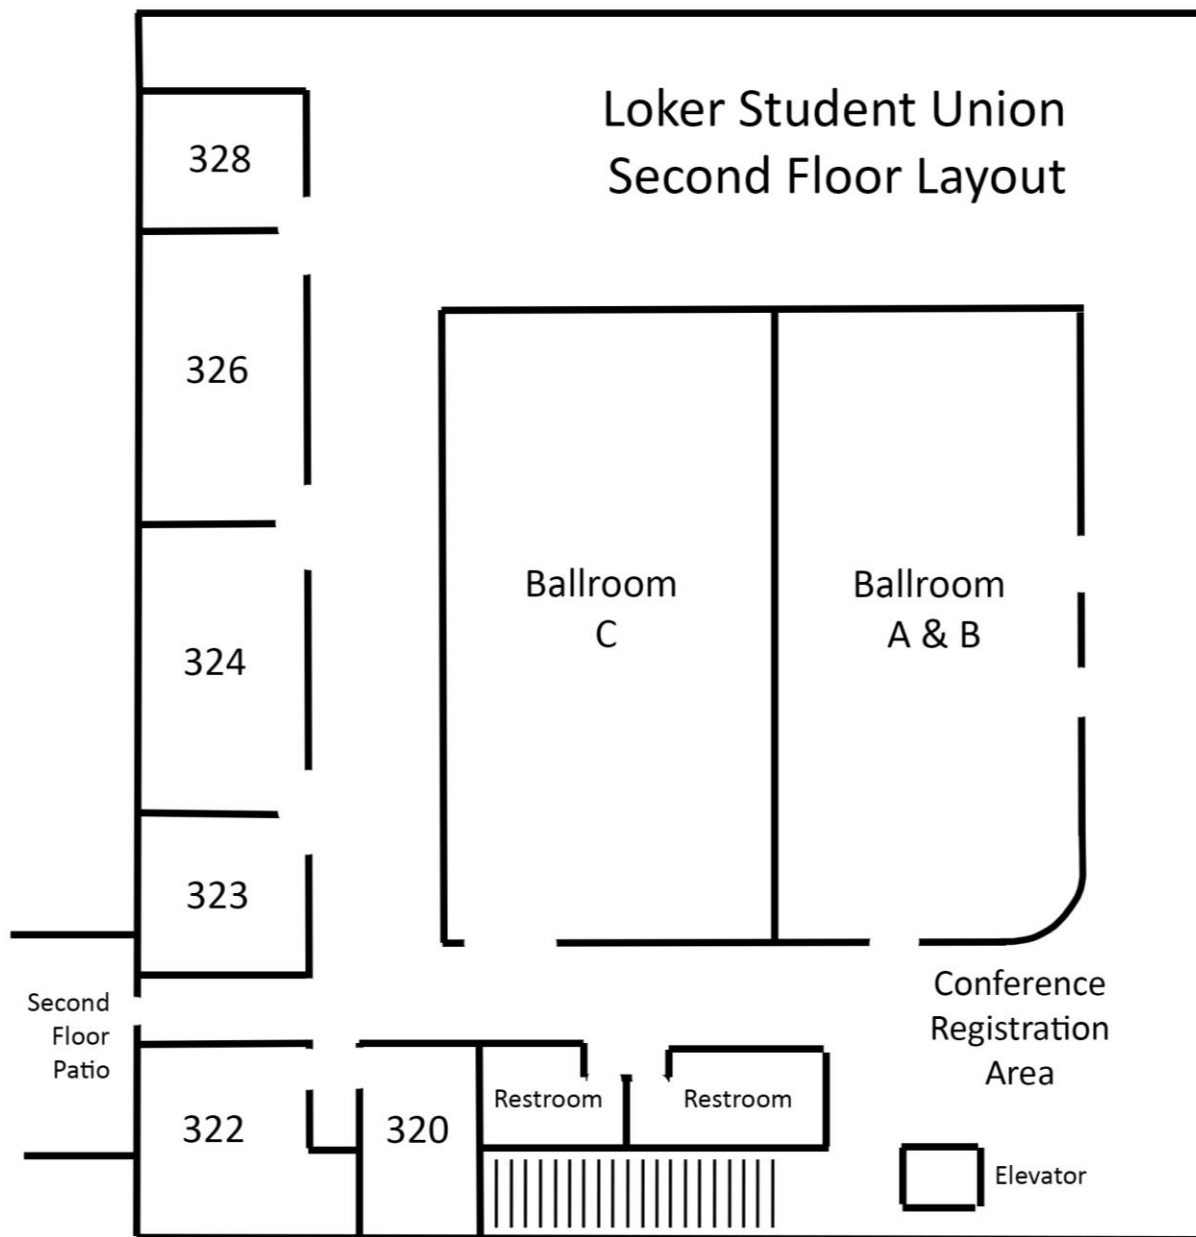 Loker Student Union
Second Floor Layout
328
326
324
323
Ballroom
C
Ballroom
A & B
Second
Floor
Patio
Conference
Registration
Area
322
320
Restroom
Restroom
Elevator